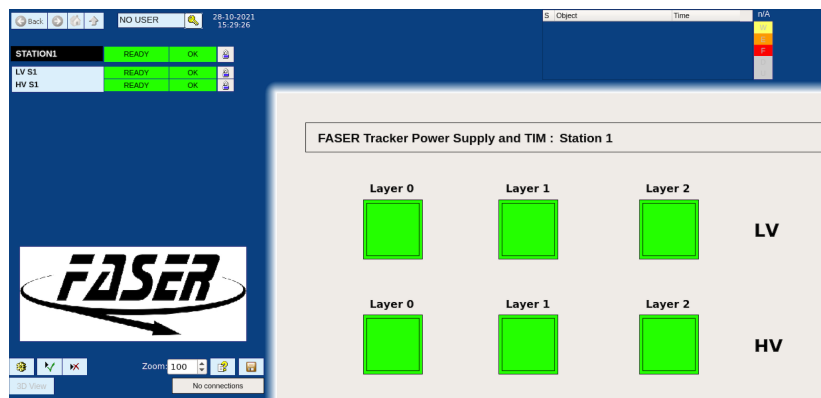 Back
NO USER
28-10-2021
15:29:26
S Object Time
n/A
W
F
STATION1 READY OK
LV S1 READY OK
HV S1 READY OK
FASER Tracker Power Supply and TIM : Station 1
Layer 0 Layer 1 Layer 2
LV
Layer 0 Layer 1 Layer 2
HV
FASER
Zoom: 100
3D View
No connections